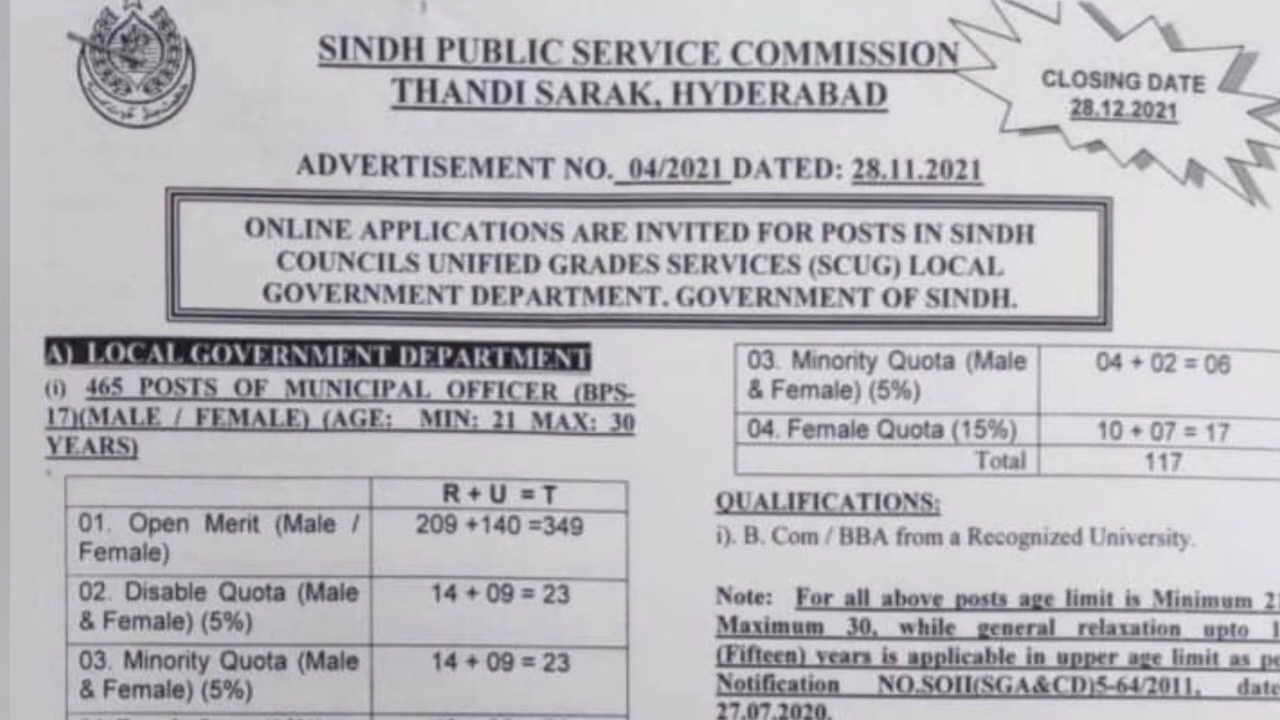 SINDH PUBLIC SERVICE COMMISSION
THANDI SARAK, HYDERABAD
CLOSING DATE
28.12.2021
ADVERTISEMENT NO. 04/2021 DATED: 28.11.2021
ONLINE APPLICATIONS ARE INVITED FOR POSTS IN SINDH
COUNCILS UNIFIED GRADES SERVICES (SCUG) LOCAL
GOVERNMENT DEPARTMENT. GOVERNMENT OF SINDH.
A) LOCAL GOVERNMENT DEPARTMENT
(i) 465 POSTS OF MUNICIPAL OFFICER (BPS-
17)(MALE / FEMALE) (AGE: MIN: 21 MAX: 30
YEARS)
R + U = T
01. Open Merit (Male / 209 +140 =349
Female)
02. Disable Quota (Male 14 + 09 = 23
& Female) (5%)
03. Minority Quota (Male 14 + 09 = 23
& Female) (5%)
03. Minority Quota (Male 04 + 02 = 06
& Female) (5%)
04. Female Quota (15%) 10 + 07 = 17
Total 117
QUALIFICATIONS:
i). B. Com / BBA from a Recognized University.
Note: For all above posts age limit is Minimum
Maximum 30, while general relaxation upto
(Fifteen) years is applicable in upper age limit as
Notification NO.SOII(SGA&CD)5-64/2011,
27.07.2020.